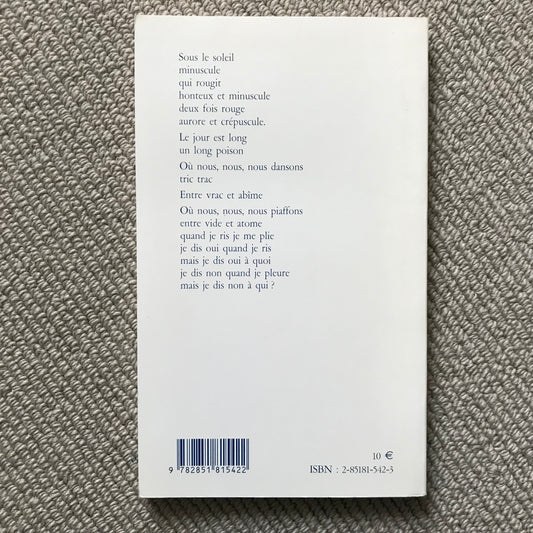 Sous le soleil
minuscule
qui rougit
honteux et minuscule
deux fois rouge
aurore et crépuscule.
Le jour est long
un long poison
Où nous, nous, nous dansons
tric trac
Entre vrac et abîme
Où nous, nous, nous piaffons
entre vide et atome
quand je ris je me plie
je dis oui quand je ris
mais je dis oui à quoi
je dis non quand je pleure
mais je dis non à qui ?
10 €
9 782851 815422
ISBN : 2-85181-542-3